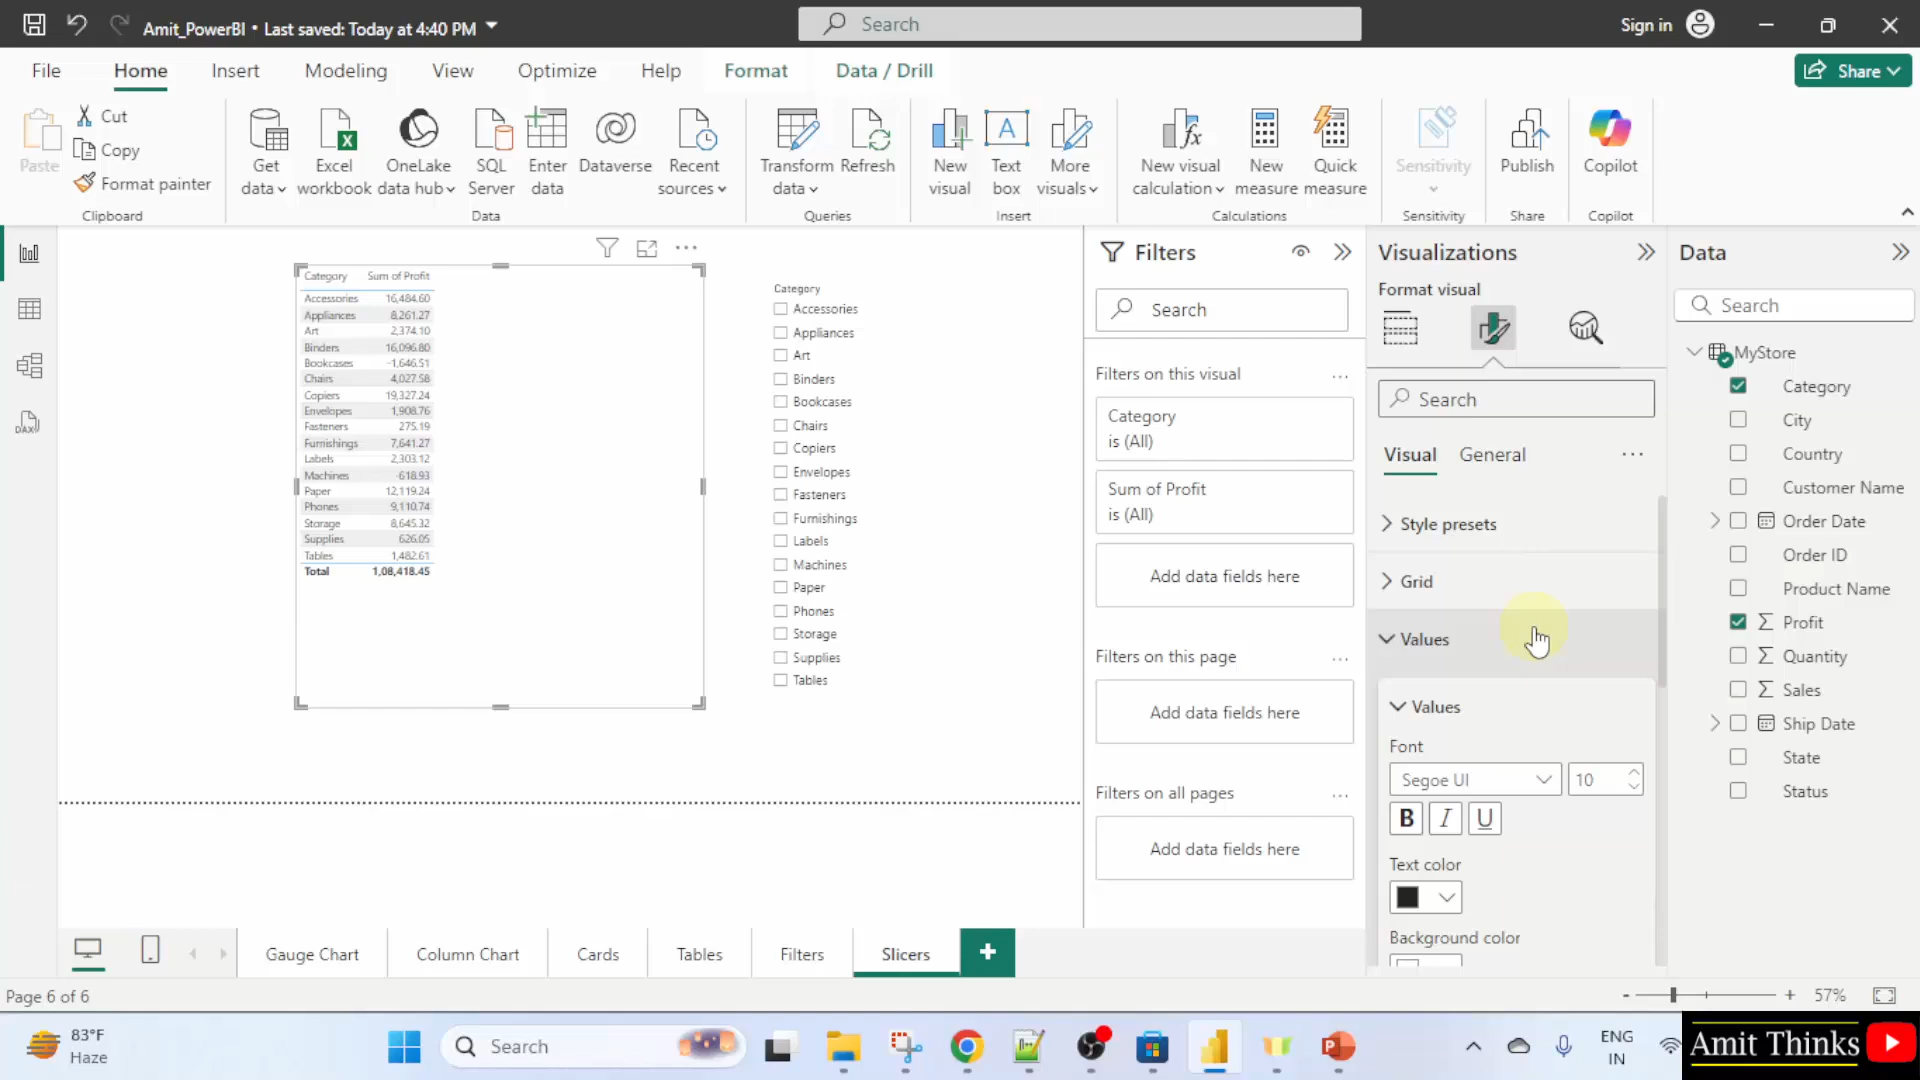 Amit_PowerBI • Last saved: Today at 4:40 PM
Search
Sign in
File Home Insert Modeling View Optimize Help Format Data / Drill
Share
Paste
Cut
Copy
Format painter
Clipboard
Get data
Excel workbook
OneLake data hub
SQL Server
Enter data
Dataverse
Recent sources
Data
Transform data
Refresh
Queries
New visual
Text box
More visuals
Insert
New visual calculation
New measure
Quick measure
Calculations
Sensitivity
Sensitivity
Publish
Share
Copilot
Copilot
DAX
Category Sum of Profit
Accessories 16,484.60
Appliances 8,261.27
Art 2,374.10
Binders 16,096.80
Bookcases -1,646.51
Chairs 4,027.58
Copiers 19,327.24
Envelopes 1,908.76
Fasteners 275.19
Furnishings 7,641.27
Labels 2,303.12
Machines -618.93
Paper 12,119.24
Phones 9,110.74
Storage 8,645.32
Supplies 626.05
Tables 1,482.61
Total 1,08,418.45
Category
Accessories
Appliances
Art
Binders
Bookcases
Chairs
Copiers
Envelopes
Fasteners
Furnishings
Labels
Machines
Paper
Phones
Storage
Supplies
Tables
Filters
Search
Filters on this visual
Category
is (All)
Sum of Profit
is (All)
Add data fields here
Filters on this page
Add data fields here
Filters on all pages
Add data fields here
Visualizations
Format visual
Search
Visual General
Style presets
Grid
Values
Values
Font
Segoe UI 10
B I U
Text color
Background color
Data
Search
MyStore
Category
City
Country
Customer Name
Order Date
Order ID
Product Name
Profit
Quantity
Sales
Ship Date
State
Status
Gauge Chart Column Chart Cards Tables Filters Slicers
Page 6 of 6
57%
83°F
Haze
Search
ENG
IN
Amit Thinks